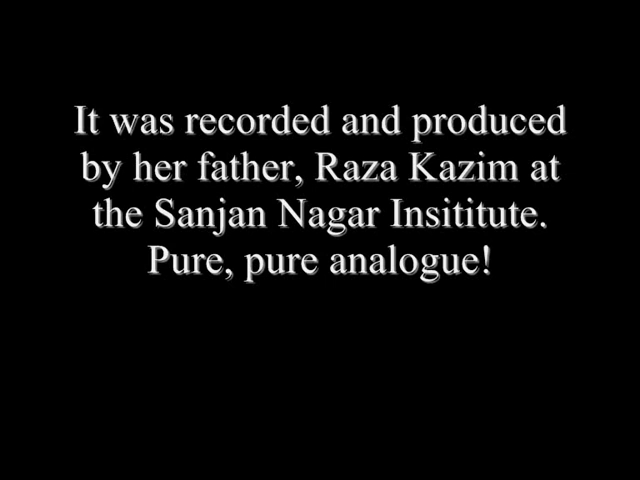 It was recorded and produced
by her father, Raza Kazim at
the Sanjan Nagar Insititute.
Pure, pure analogue!